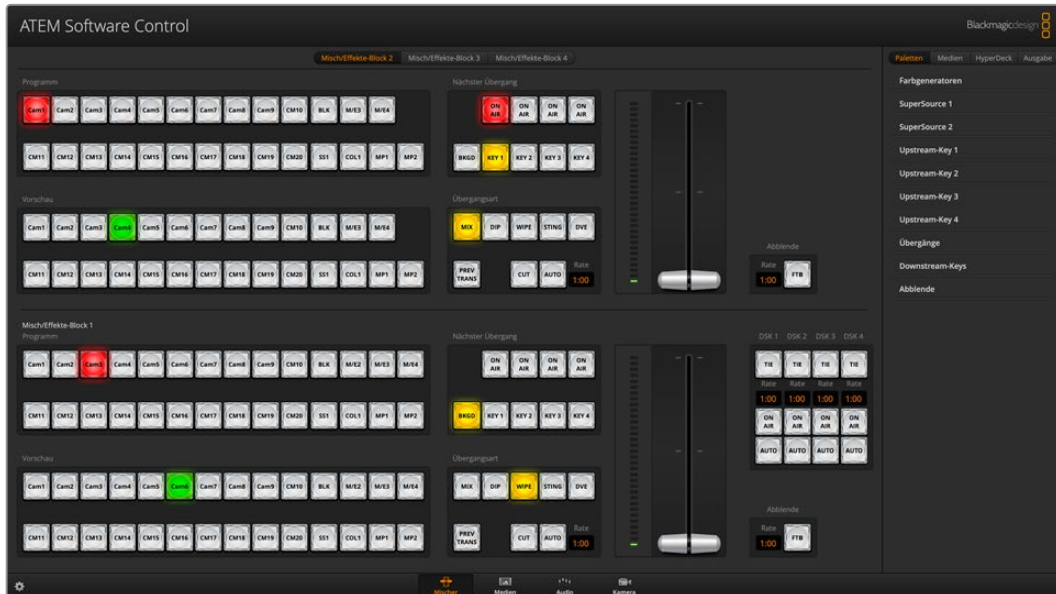 ATEM Software Control
Blackmagicdesign
Misch/Effekte-Block 2 Misch/Effekte-Block 3 Misch/Effekte-Block 4
Paletten Medien HyperDeck Ausgabe
Programm
Cam1 Cam2 Cam3 Cam4 Cam5 Cam6 Cam7 Cam8 Cam9 CM10 BLK M/E3 M/E4
CM11 CM12 CM13 CM14 CM15 CM16 CM17 CM18 CM19 CM20 SS1 COL1 MP1 MP2
Nächster Übergang
ON AIR ON AIR ON AIR ON AIR
BKGD KEY 1 KEY 2 KEY 3 KEY 4
Vorschau
Cam1 Cam2 Cam3 Cam4 Cam5 Cam6 Cam7 Cam8 Cam9 CM10 BLK M/E3 M/E4
CM11 CM12 CM13 CM14 CM15 CM16 CM17 CM18 CM19 CM20 SS1 COL1 MP1 MP2
Übergangsart
MIX DIP WIPE STING DVE
PREV TRANS CUT AUTO Rate 1:00
Abblende
Rate
1:00 FTB
Farbgeneratoren
SuperSource 1
SuperSource 2
Upstream-Key 1
Upstream-Key 2
Upstream-Key 3
Upstream-Key 4
Übergänge
Downstream-Keys
Abblende
Misch/Effekte-Block 1
Programm
Cam1 Cam2 Cam3 Cam4 Cam5 Cam6 Cam7 Cam8 Cam9 CM10 BLK M/E2 M/E3 M/E4
CM11 CM12 CM13 CM14 CM15 CM16 CM17 CM18 CM19 CM20 SS1 COL1 MP1 MP2
Nächster Übergang
ON AIR ON AIR ON AIR ON AIR
BKGD KEY 1 KEY 2 KEY 3 KEY 4
DSK 1 DSK 2 DSK 3 DSK 4
TIE TIE TIE TIE
Rate Rate Rate Rate
1:00 1:00 1:00 1:00
ON AIR ON AIR ON AIR ON AIR
AUTO AUTO AUTO AUTO
Vorschau
Cam1 Cam2 Cam3 Cam4 Cam5 Cam6 Cam7 Cam8 Cam9 CM10 BLK M/E2 M/E3 M/E4
CM11 CM12 CM13 CM14 CM15 CM16 CM17 CM18 CM19 CM20 SS1 COL1 MP1 MP2
Übergangsart
MIX DIP WIPE STING DVE
PREV TRANS CUT AUTO Rate 1:00
Abblende
Rate
1:00 FTB
Mischer Medien Audio Kamera